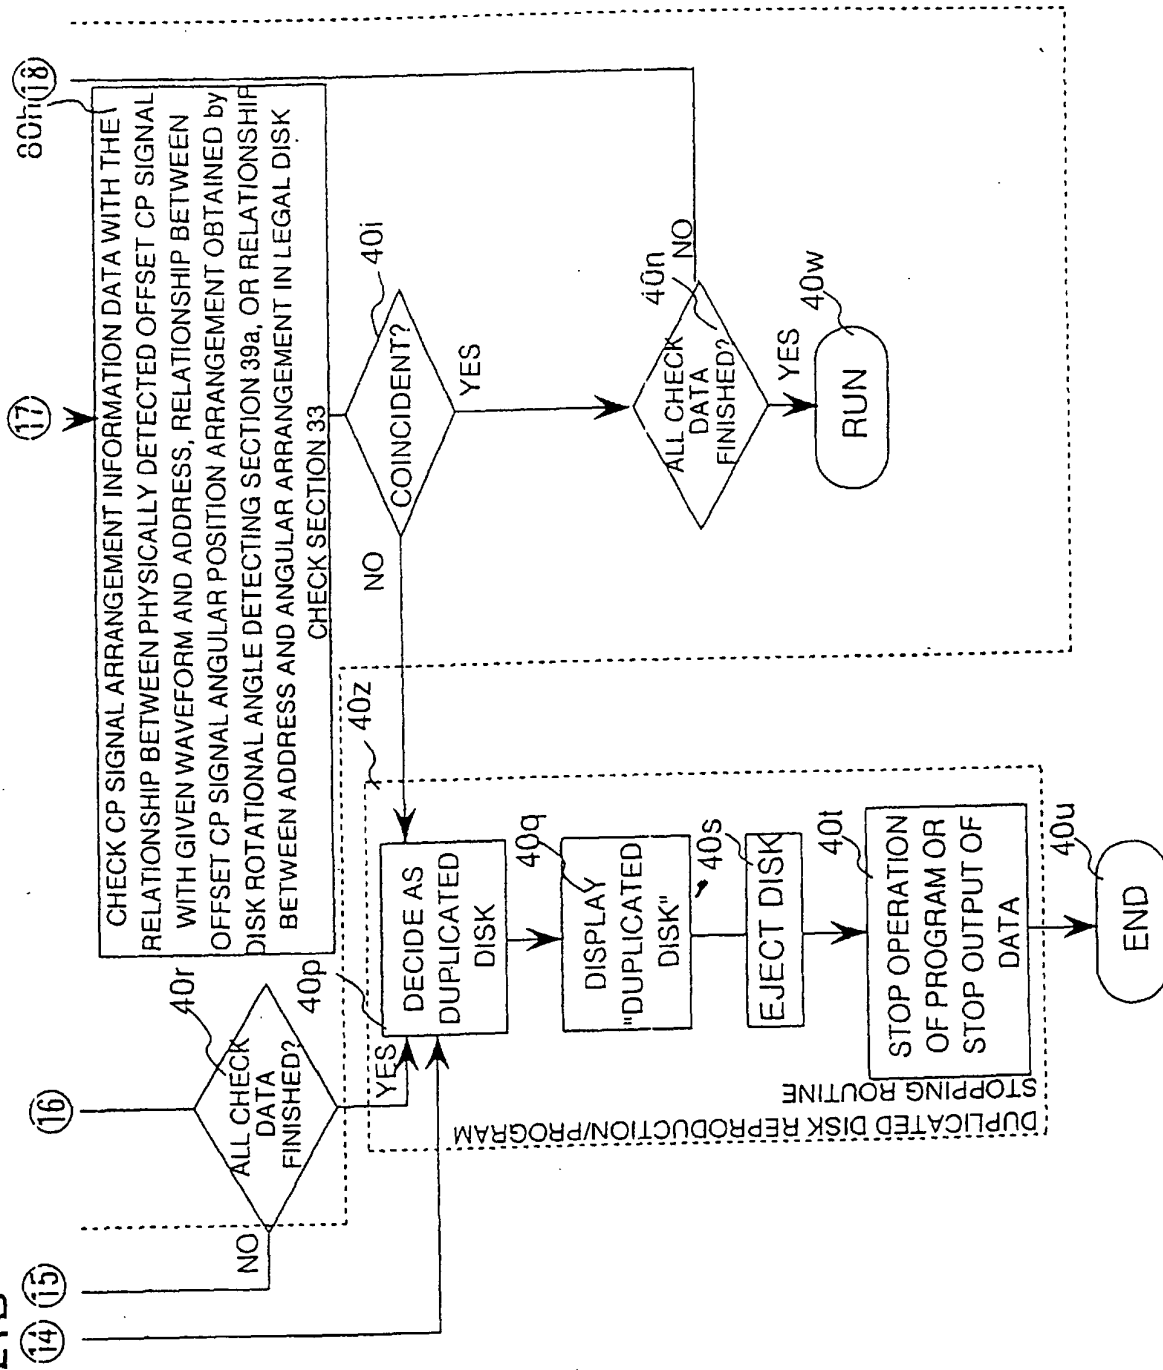 14
15
16
17
80h
18
CHECK CP SIGNAL ARRANGEMENT INFORMATION DATA WITH THE
RELATIONSHIP BETWEEN PHYSICALLY DETECTED OFFSET CP SIGNAL
WITH GIVEN WAVEFORM AND ADDRESS, RELATIONSHIP BETWEEN
OFFSET CP SIGNAL ANGULAR POSITION ARRANGEMENT OBTAINED by
DISK ROTATIONAL ANGLE DETECTING SECTION 39a, OR RELATIONSHIP
BETWEEN ADDRESS AND ANGULAR ARRANGEMENT IN LEGAL DISK
CHECK SECTION 33
40r
ALL CHECK
DATA
FINISHED?
NO
YES
40i
COINCIDENT?
NO
YES
40n
ALL CHECK
DATA
FINISHED?
NO
YES
40w
RUN
40z
40p
DECIDE AS
DUPLICATED
DISK
40q
DISPLAY
"DUPLICATED
DISK"
40s
EJECT DISK
40t
STOP OPERATION
OF PROGRAM OR
STOP OUTPUT OF
DATA
40u
END
DUPLICATED DISK REPRODUCTION/PROGRAM
STOPPING ROUTINE